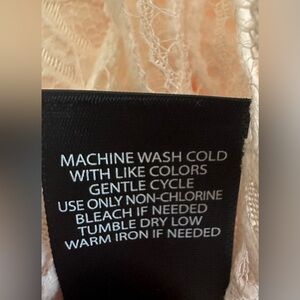 MACHINE WASH COLD
WITH LIKE COLORS
GENTLE CYCLE
USE ONLY NON-CHLORINE
BLEACH IF NEEDED
TUMBLE DRY LOW
WARM IRON IF NEEDED